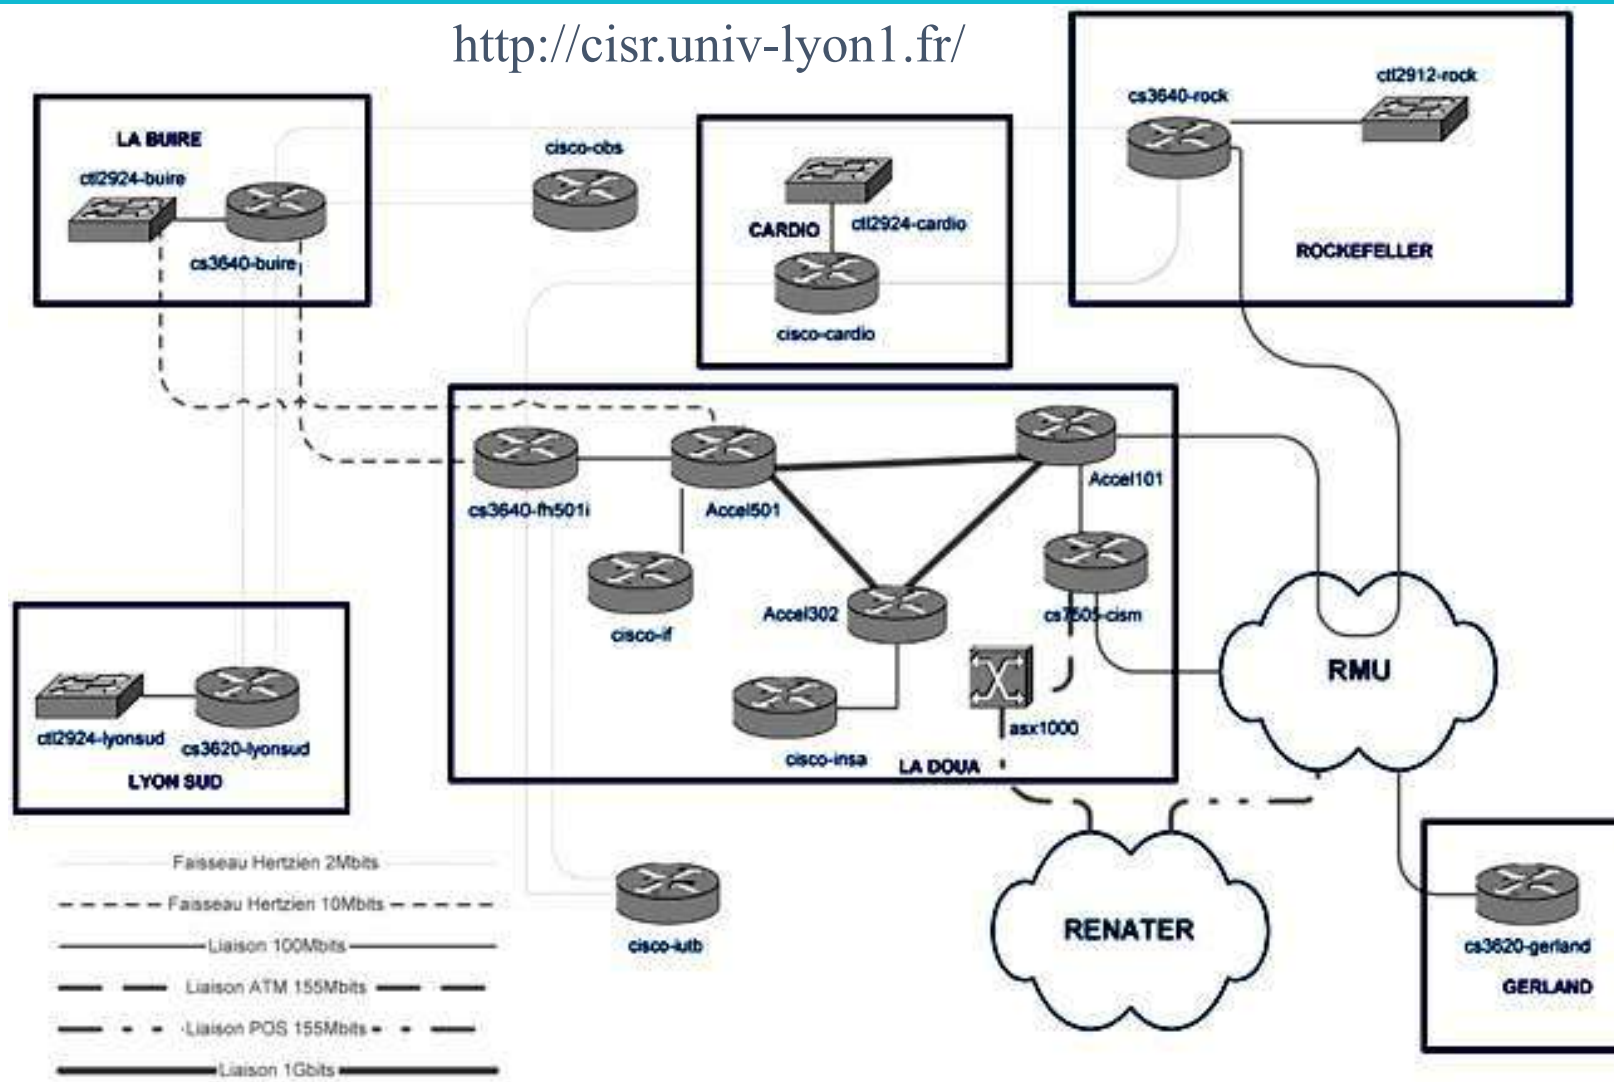 http://cisr.univ-lyon1.fr/
ctl2912-rock
cs3640-rock
LA BUIRE
cisco-obs
ctl2924-buire
CARDIO
ctl2924-cardio
ROCKEFELLER
cs3640-buire
cisco-cardio
Accel101
cs3640-fh501i
Accel501
Accel302
cs7505-cism
cisco-if
RMU
asx1000
ctl2924-lyonsud
cs3620-lyonsud
cisco-insa
LA DOUA
LYON SUD
Faisseau Hertzien 2Mbits
Faisseau Hertzien 10Mbits
RENATER
Liaison 100Mbits
cisco-iutb
cs3620-gerland
Liaison ATM 155Mbits
GERLAND
Liaison POS 155Mbits
Liaison 1Gbits